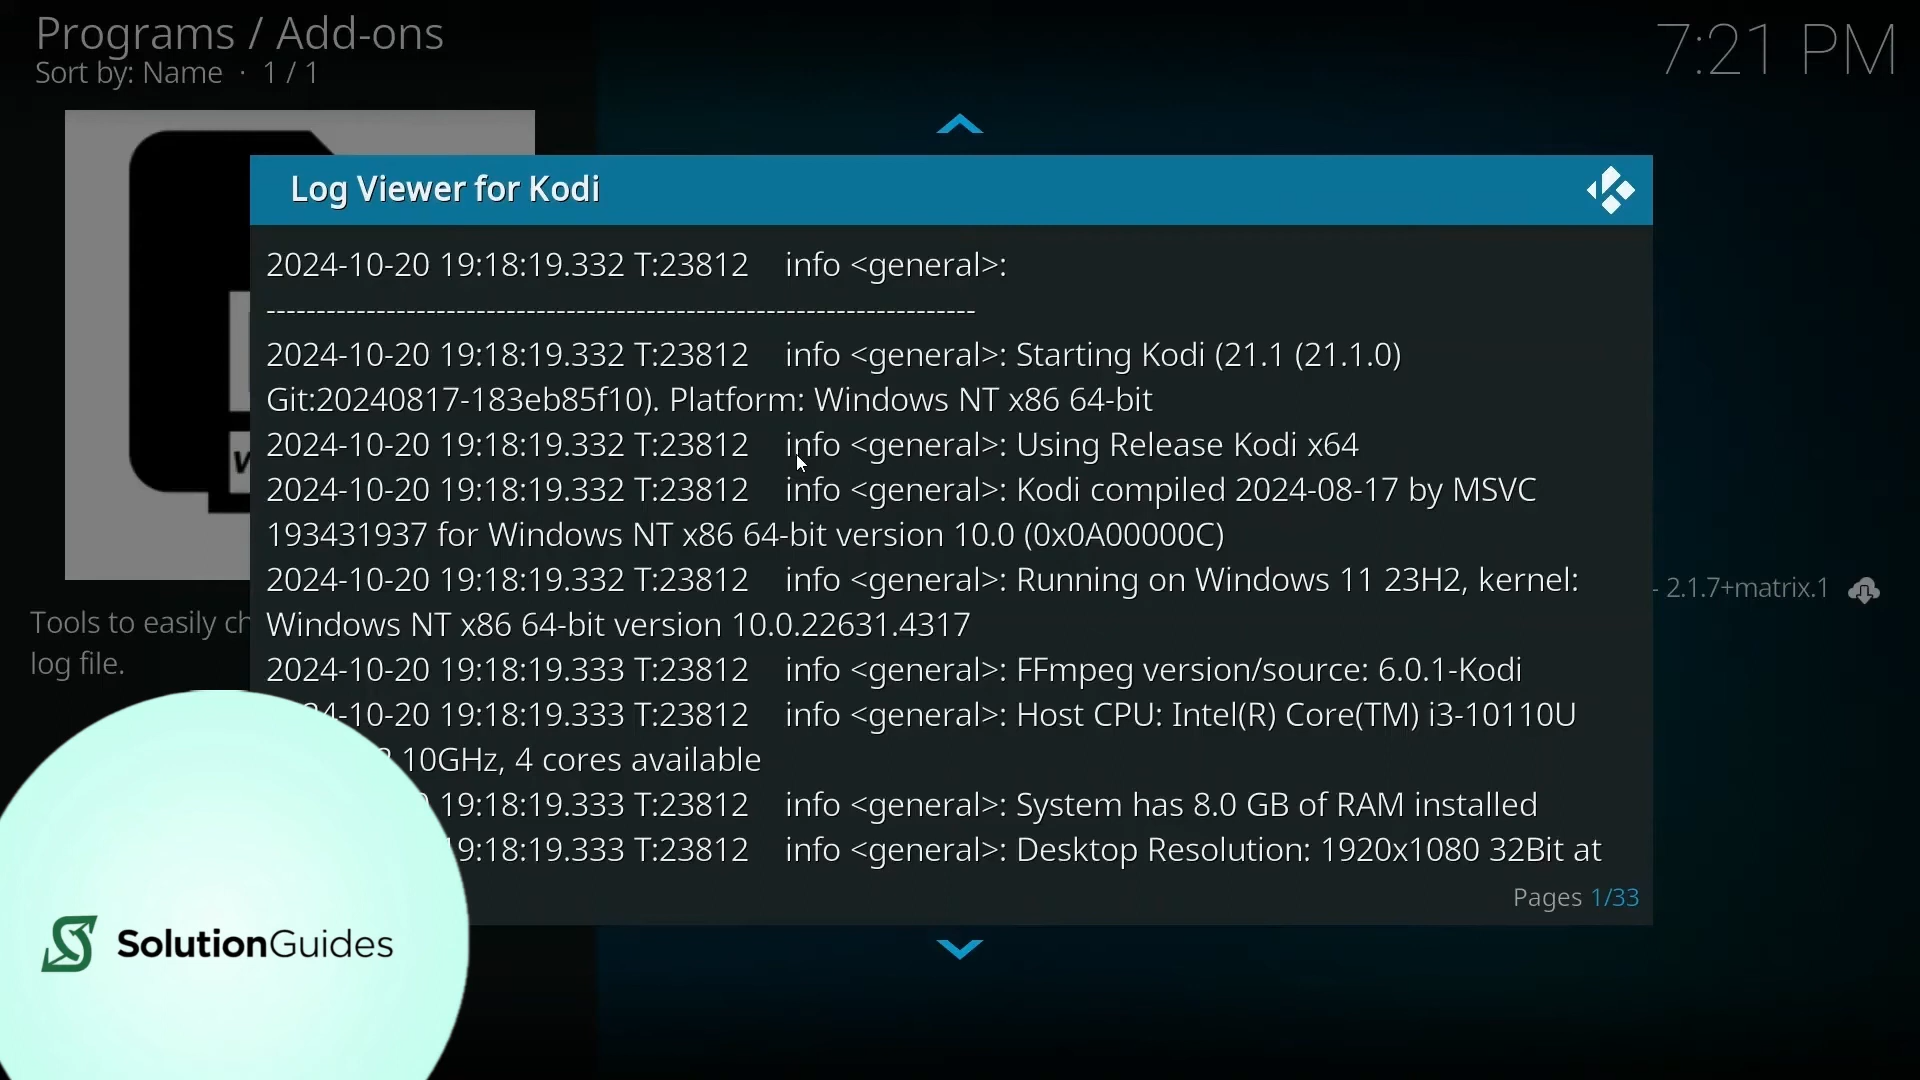 Programs / Add-ons
Sort by: Name · 1 / 1
7:21 PM
Log Viewer for Kodi
2024-10-20 19:18:19.332 T:23812 info <general>:
-----------------------------------------------------------------------
2024-10-20 19:18:19.332 T:23812 info <general>: Starting Kodi (21.1 (21.1.0)
Git:20240817-183eb85f10). Platform: Windows NT x86 64-bit
2024-10-20 19:18:19.332 T:23812 info <general>: Using Release Kodi x64
2024-10-20 19:18:19.332 T:23812 info <general>: Kodi compiled 2024-08-17 by MSVC
193431937 for Windows NT x86 64-bit version 10.0 (0x0A00000C)
2024-10-20 19:18:19.332 T:23812 info <general>: Running on Windows 11 23H2, kernel:
Windows NT x86 64-bit version 10.0.22631.4317
2024-10-20 19:18:19.333 T:23812 info <general>: FFmpeg version/source: 6.0.1-Kodi
4-10-20 19:18:19.333 T:23812 info <general>: Host CPU: Intel(R) Core(TM) i3-10110U
10GHz, 4 cores available
19:18:19.333 T:23812 info <general>: System has 8.0 GB of RAM installed
9:18:19.333 T:23812 info <general>: Desktop Resolution: 1920x1080 32Bit at
Pages 1/33
- 2.1.7+matrix.1
Tools to easily ch
log file.
SolutionGuides